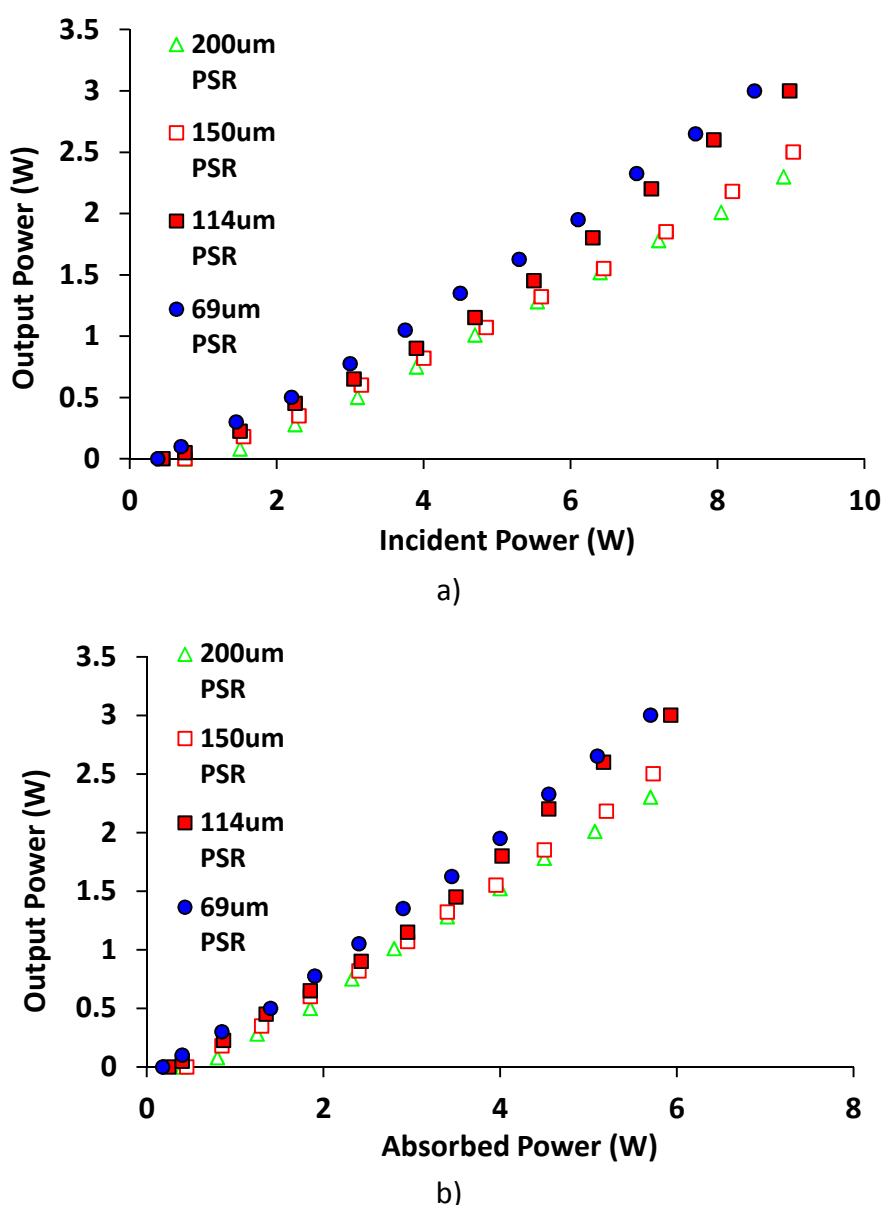 3.5
3
2.5
2
1.5
1
0.5
0
0 2 4 6 8 10
Output Power (W)
Incident Power (W)
200um
PSR
150um
PSR
114um
PSR
69um
PSR
a)
3.5
3
2.5
2
1.5
1
0.5
0
0 2 4 6 8
Output Power (W)
Absorbed Power (W)
200um
PSR
150um
PSR
114um
PSR
69um
PSR
b)